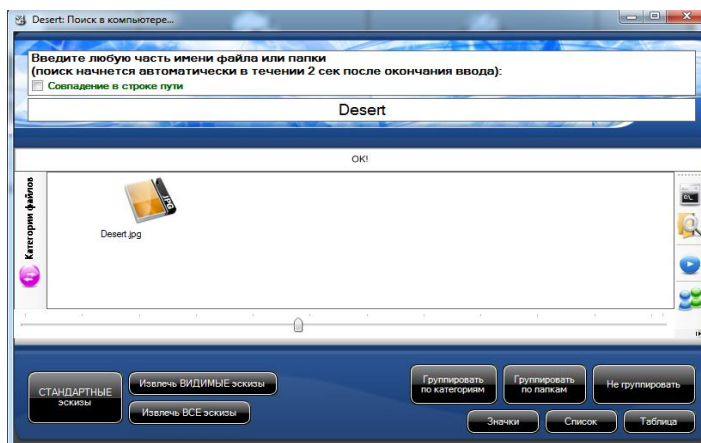 Desert: Поиск в компьютере...
Введите любую часть имени файла или папки
(поиск начнется автоматически в течении 2 сек после окончания ввода):
Совпадение в строке пути
Desert
OK!
Категории файлов
JPG
Desert.jpg
СТАНДАРТНЫЕ
эскизы
Извлечь ВИДИМЫЕ эскизы
Извлечь ВСЕ эскизы
Группировать
по категориям
Группировать
по папкам
Не группировать
Значки
Список
Таблица